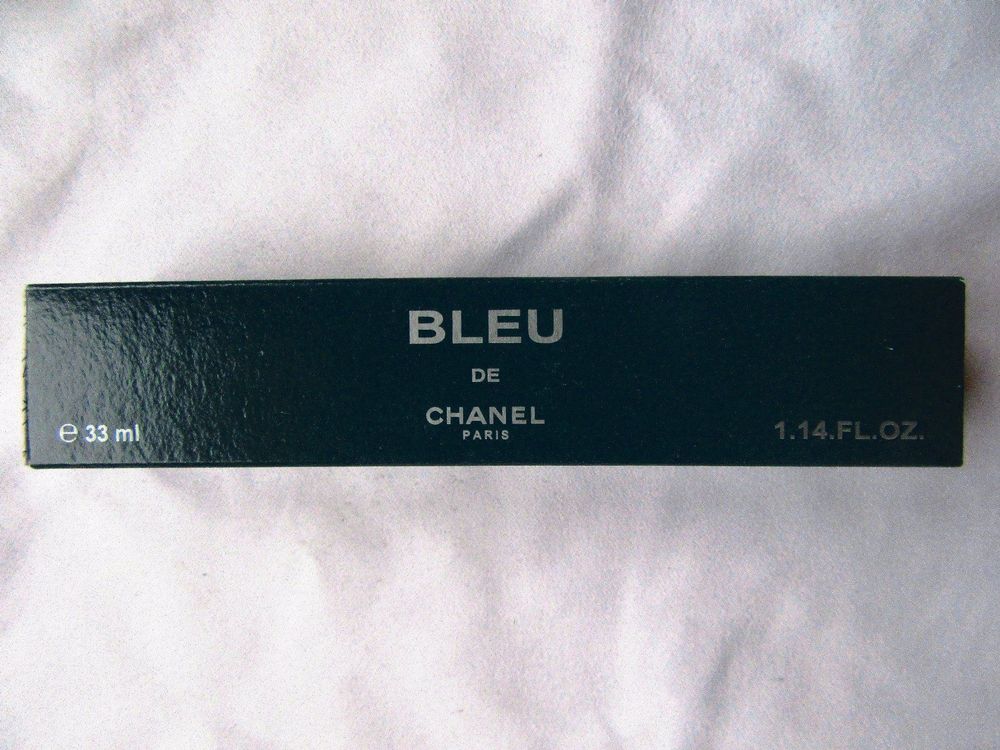 BLEU
DE
CHANEL
PARIS
℮ 33 ml
1.14.FL.OZ.